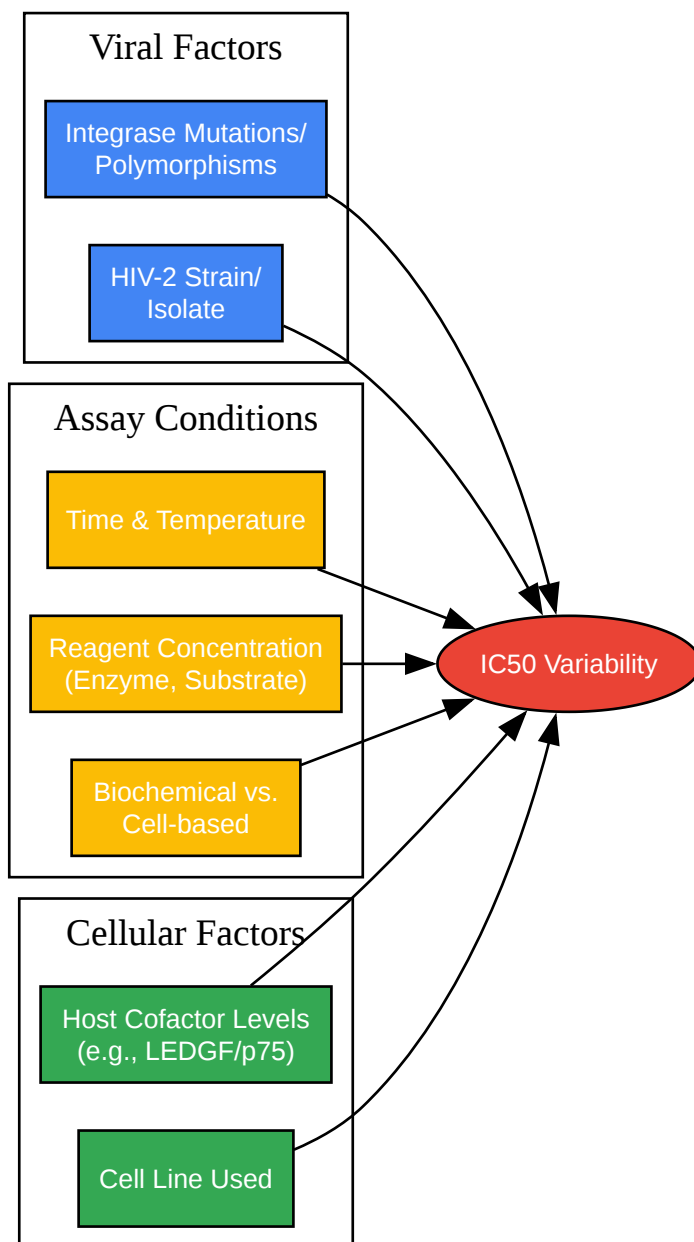 Viral Factors
Integrase Mutations/
Polymorphisms
HIV-2 Strain/
Isolate
Assay Conditions
Time & Temperature
Reagent Concentration
(Enzyme, Substrate)
Biochemical vs.
Cell-based
IC50 Variability
Cellular Factors
Host Cofactor Levels
(e.g., LEDGF/p75)
Cell Line Used